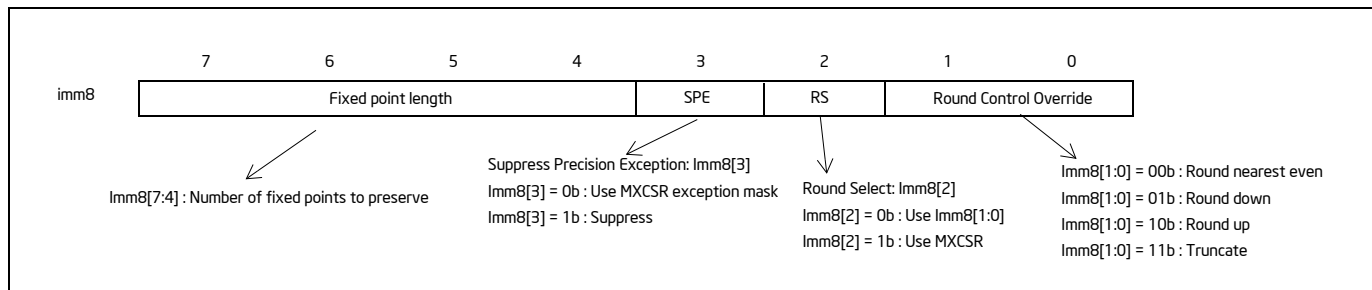 7 6 5 4 3 2 1 0
imm8 Fixed point length SPE RS Round Control Override
Imm8[7:4] : Number of fixed points to preserve
Suppress Precision Exception: Imm8[3]
Imm8[3] = 0b : Use MXCSR exception mask
Imm8[3] = 1b : Suppress
Round Select: Imm8[2]
Imm8[2] = 0b : Use Imm8[1:0]
Imm8[2] = 1b : Use MXCSR
Imm8[1:0] = 00b : Round nearest even
Imm8[1:0] = 01b : Round down
Imm8[1:0] = 10b : Round up
Imm8[1:0] = 11b : Truncate